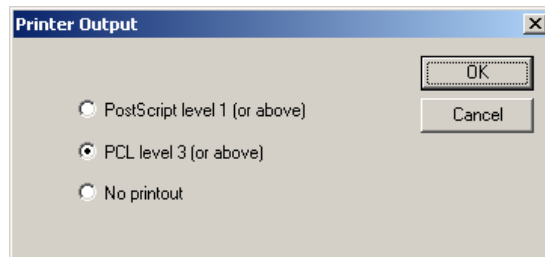 Printer Output
OK
PostScript level 1 (or above)
Cancel
PCL level 3 (or above)
No printout